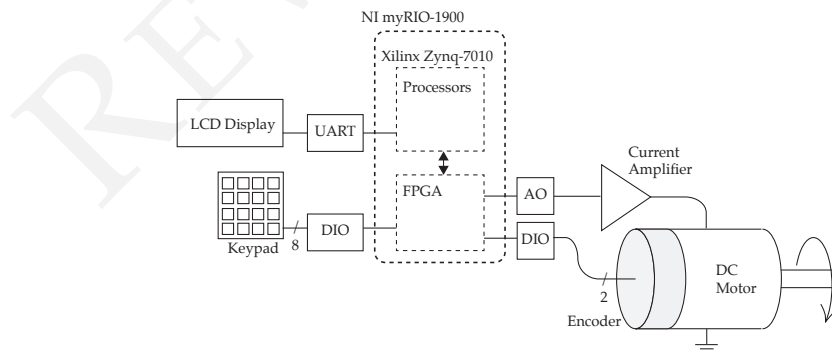 NI myRIO-1900
Xilinx Zynq-7010
Processors
LCD Display
UART
Current
Amplifier
FPGA
AO
Keypad
8
DIO
DIO
DC
Motor
2
Encoder